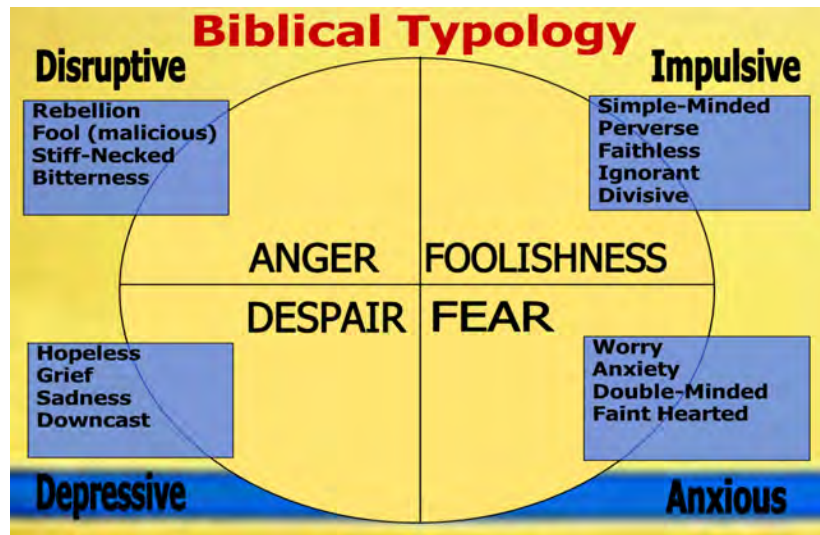 Biblical Typology
Disruptive
Rebellion
Fool (malicious)
Stiff-Necked
Bitterness
Impulsive
Simple-Minded
Perverse
Faithless
Ignorant
Divisive
ANGER
FOOLISHNESS
DESPAIR
FEAR
Hopeless
Grief
Sadness
Downcast
Depressive
Worry
Anxiety
Double-Minded
Faint Hearted
Anxious